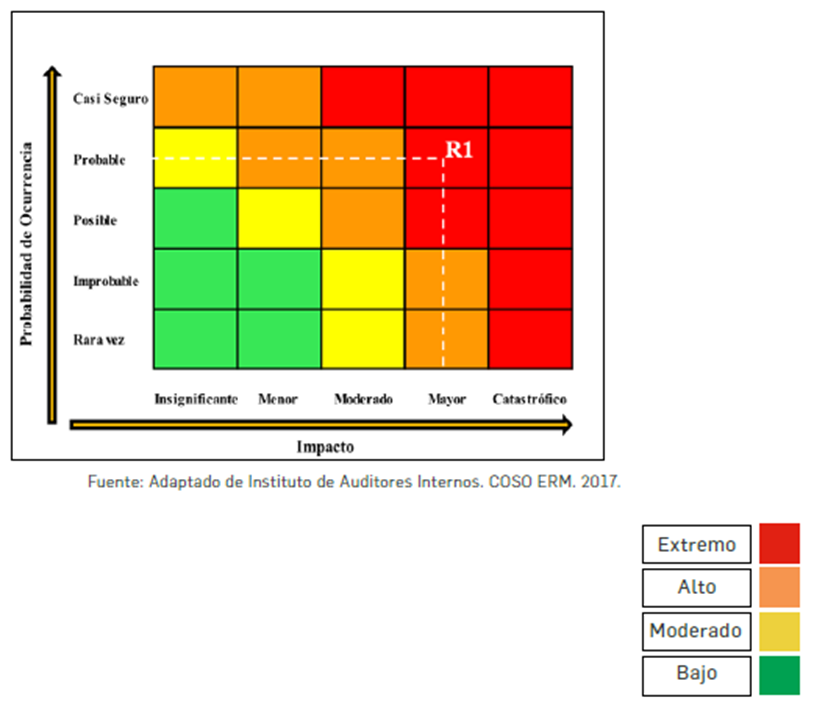 Probabilidad de Ocurrencia
Casi Seguro
Probable
R1
Posible
Improbable
Rara vez
Insignificante Menor Moderado Mayor Catastrófico
Impacto
Fuente: Adaptado de Instituto de Auditores Internos. COSO ERM. 2017.
Extremo
Alto
Moderado
Bajo